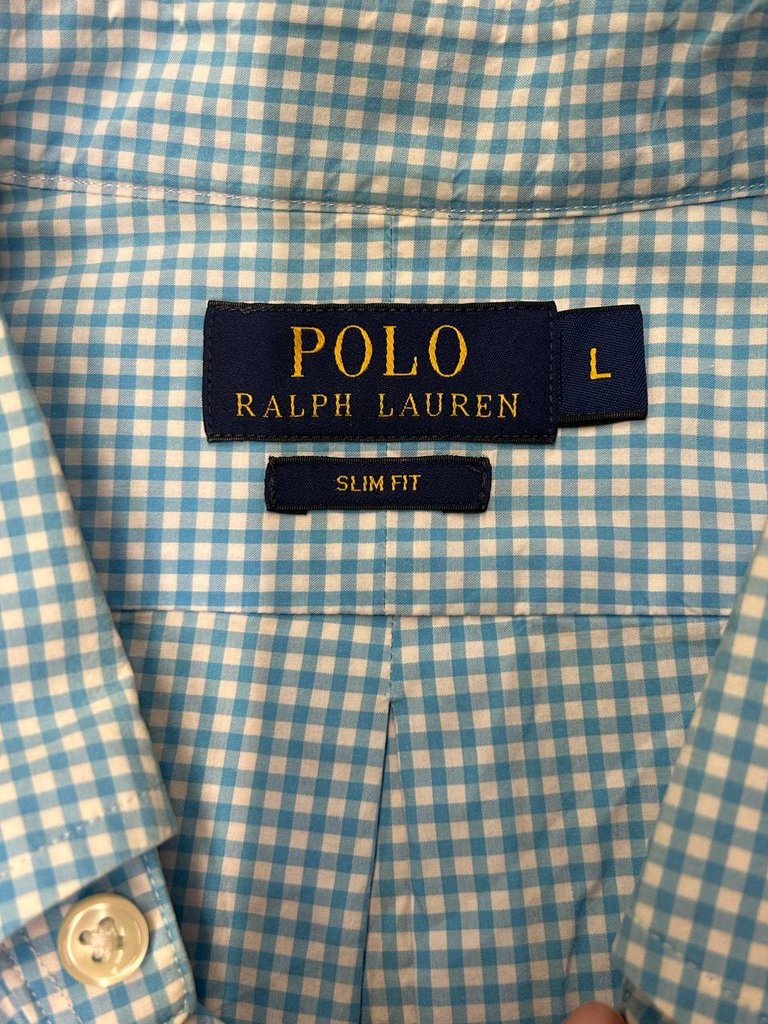 POLO
RALPH LAUREN
L
SLIM FIT